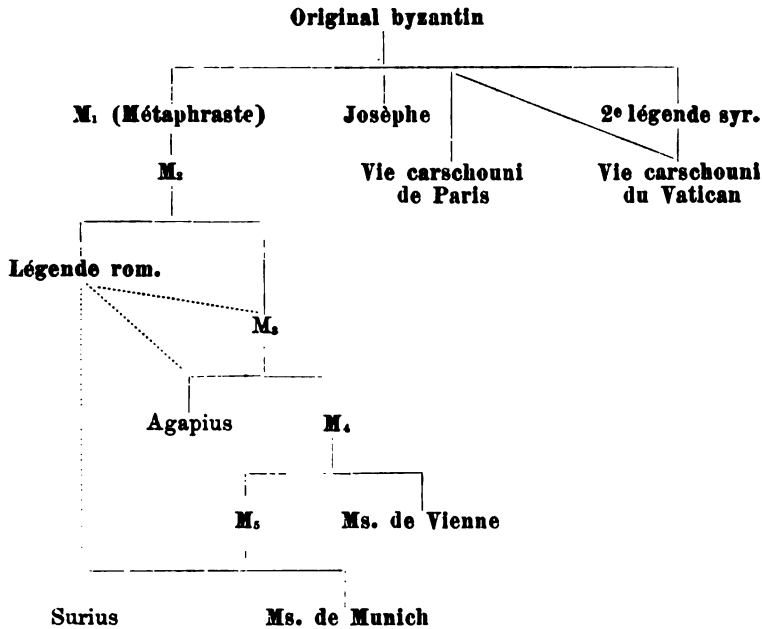 Original byzantin
M₁ (Métaphraste)
Josèphe
2e légende syr.
M₂
Vie carschouni
de Paris
Vie carschouni
du Vatican
Légende rom.
M₃
Agapius
M₄
M₅
Ms. de Vienne
Surius
Ms. de Munich